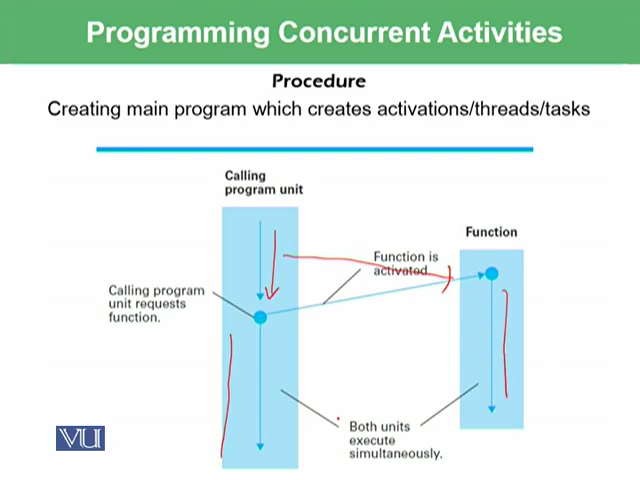 Programming Concurrent Activities
Procedure
Creating main program which creates activations/threads/tasks
Calling
program unit
Function
Function is
activated.
Calling program
unit requests
function.
Both units
execute
simultaneously.
VU